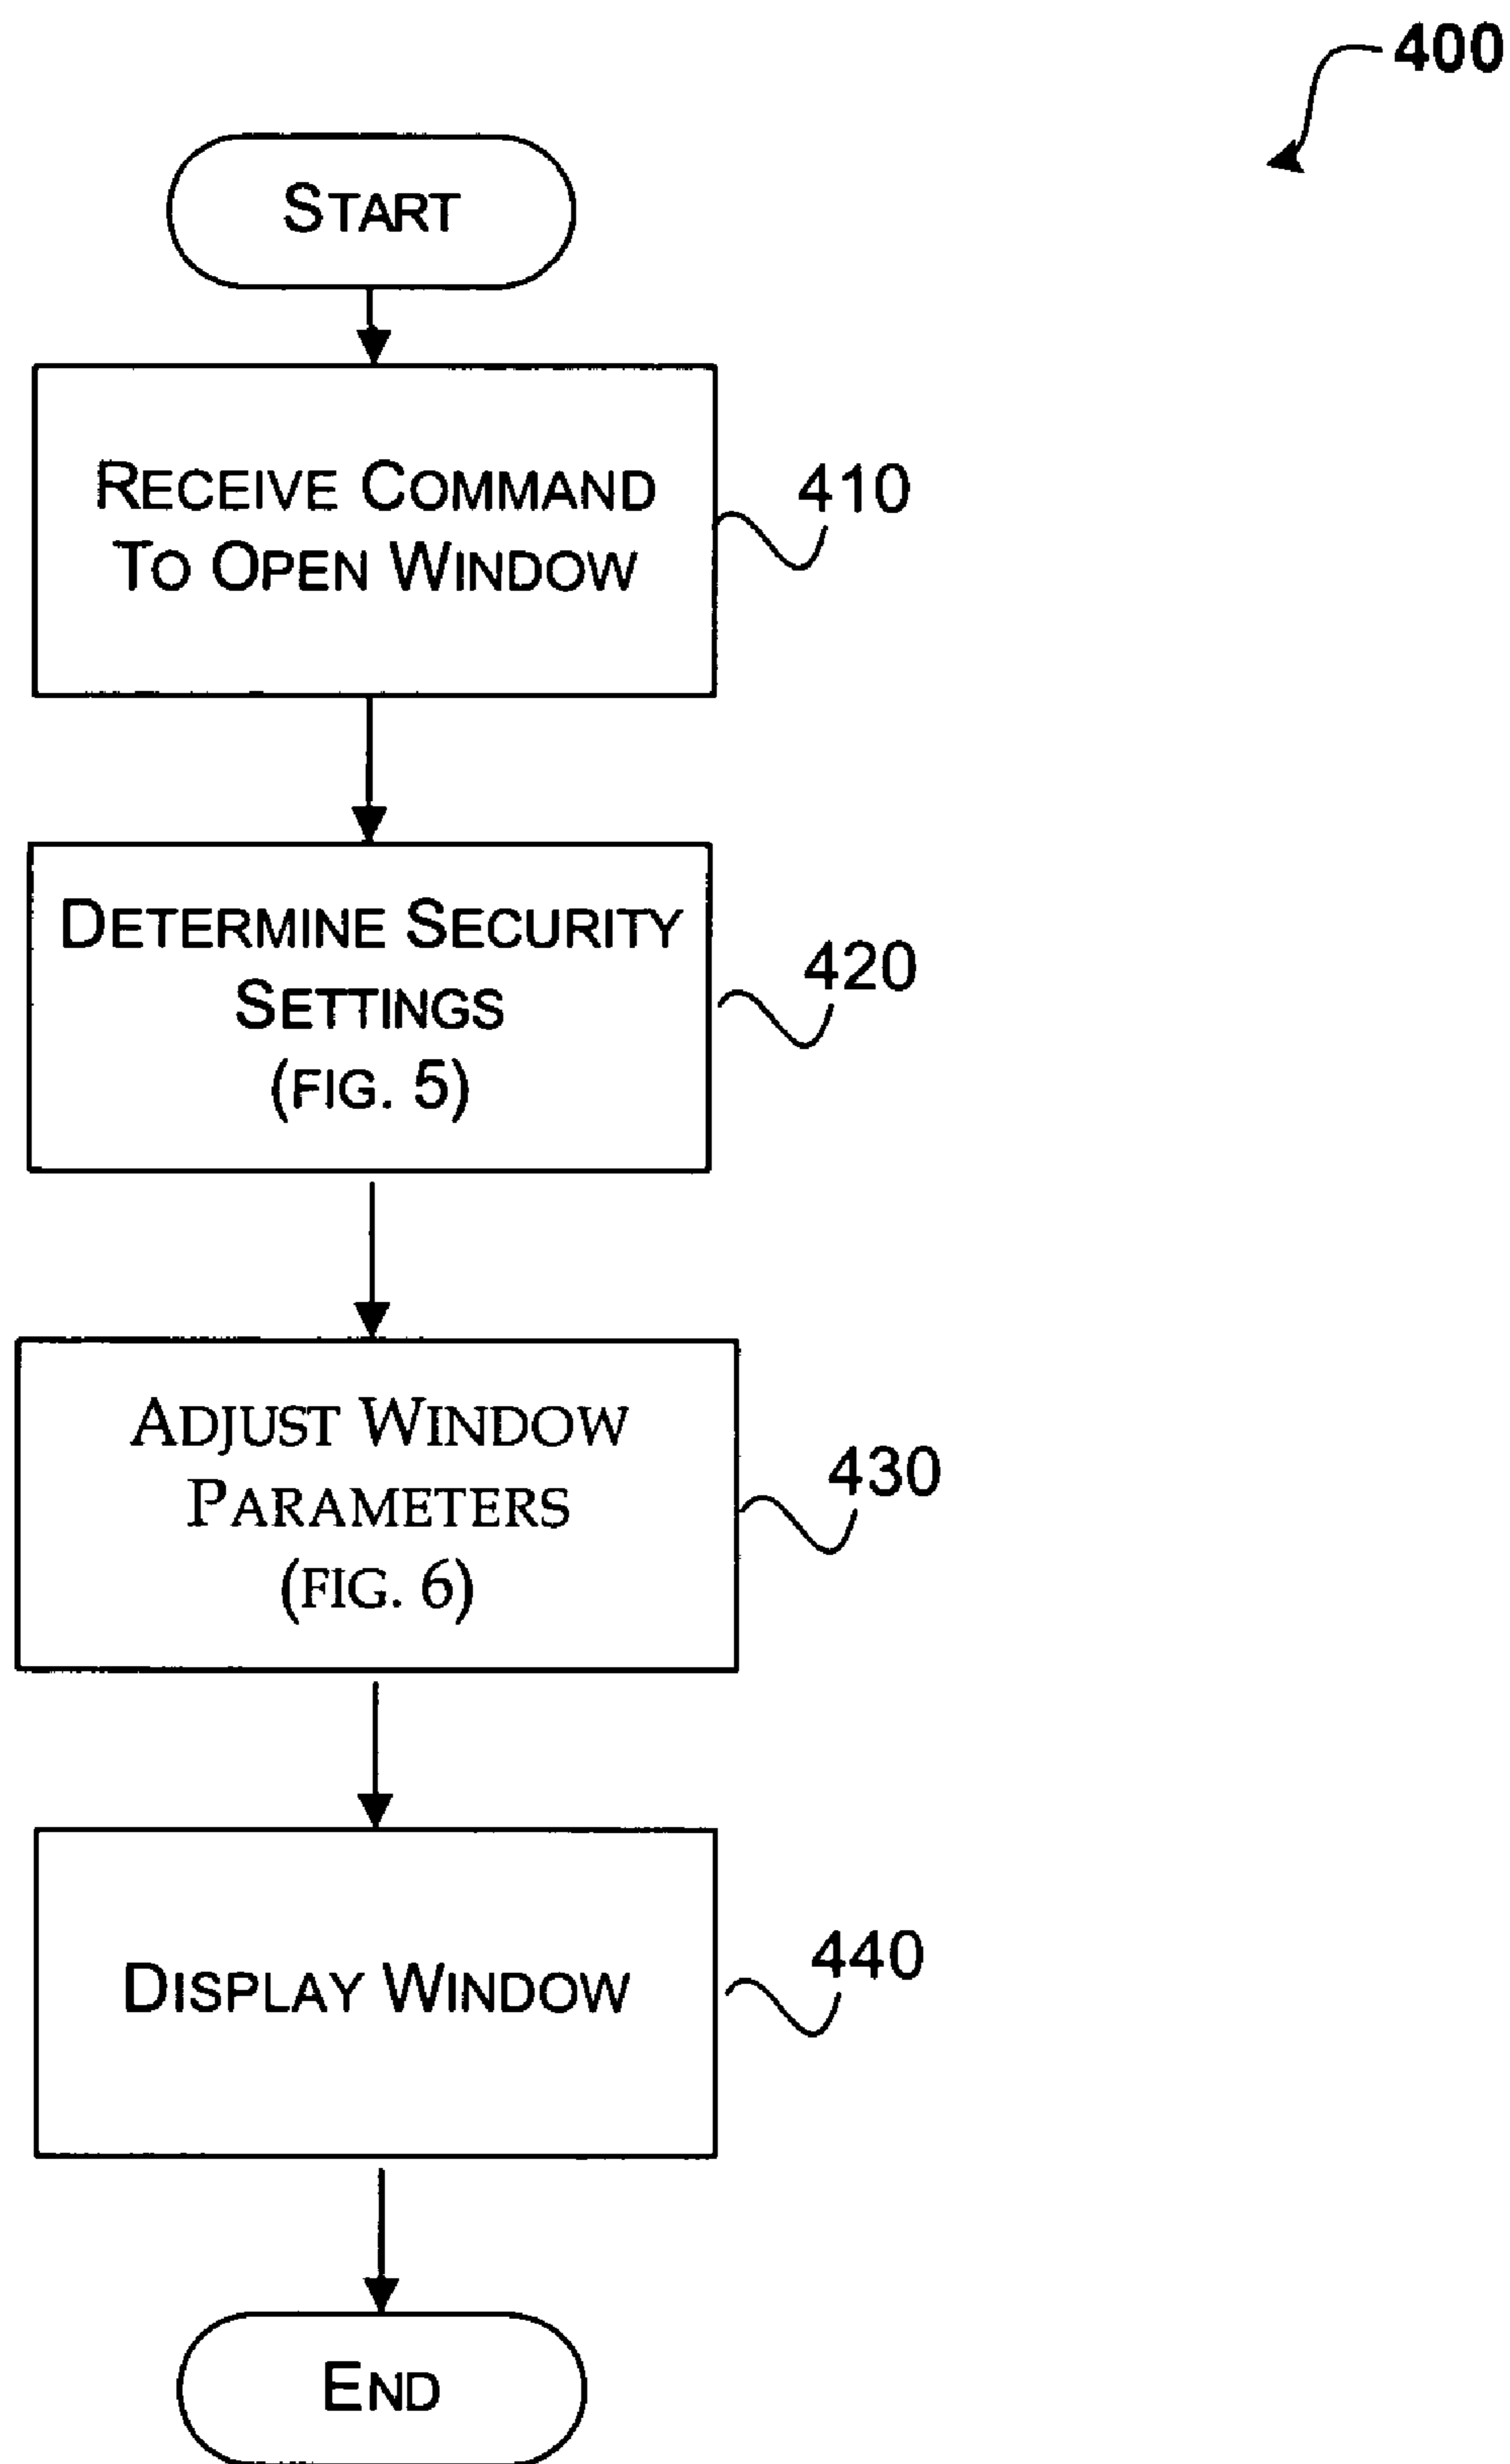 400
START
RECEIVE COMMAND
TO OPEN WINDOW
410
DETERMINE SECURITY
SETTINGS
(FIG. 5)
420
ADJUST WINDOW
PARAMETERS
(FIG. 6)
430
DISPLAY WINDOW
440
END